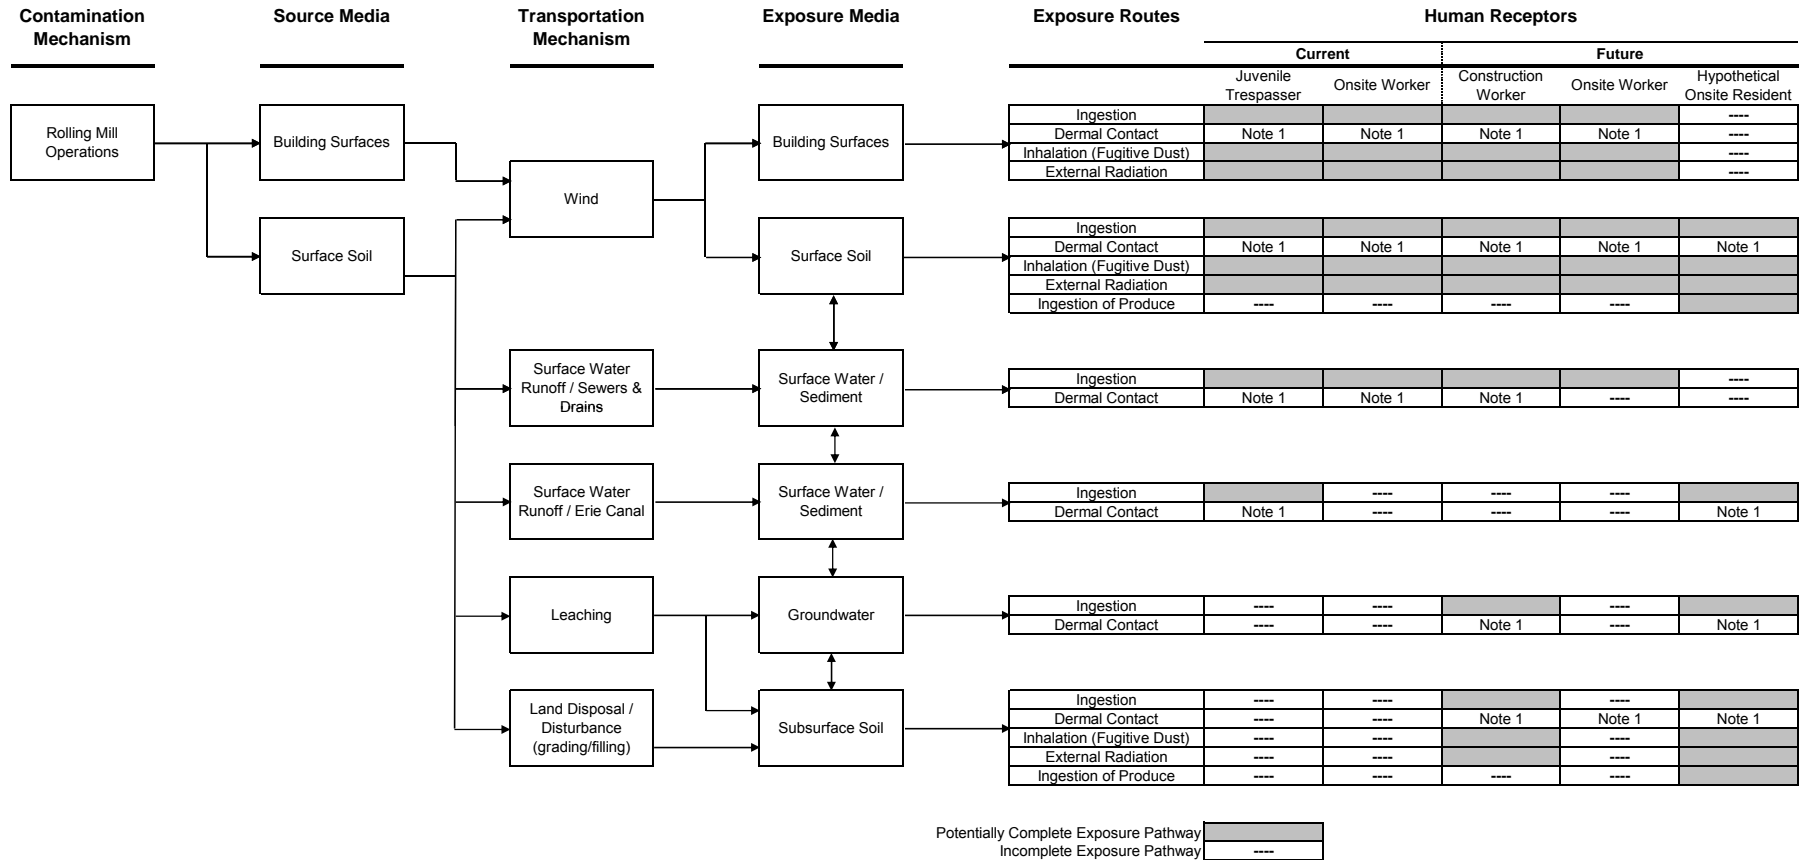 Contamination Mechanism
Source Media
Transportation Mechanism
Exposure Media
Exposure Routes
Human Receptors
Current
Future
Juvenile Trespasser
Onsite Worker
Construction Worker
Onsite Worker
Hypothetical Onsite Resident
Rolling Mill Operations
Building Surfaces
Surface Soil
Wind
Surface Water Runoff / Sewers & Drains
Surface Water Runoff / Erie Canal
Leaching
Land Disposal / Disturbance (grading/filling)
Building Surfaces
Surface Soil
Surface Water / Sediment
Surface Water / Sediment
Groundwater
Subsurface Soil
Ingestion ----
Dermal Contact Note 1 Note 1 Note 1 Note 1 ----
Inhalation (Fugitive Dust) ----
External Radiation ----
Ingestion
Dermal Contact Note 1 Note 1 Note 1 Note 1 Note 1
Inhalation (Fugitive Dust)
External Radiation
Ingestion of Produce ---- ---- ---- ----
Ingestion ----
Dermal Contact Note 1 Note 1 Note 1 ---- ----
Ingestion ---- ---- ----
Dermal Contact Note 1 ---- ---- ---- Note 1
Ingestion ---- ---- ----
Dermal Contact ---- ---- Note 1 ---- Note 1
Ingestion ---- ---- ----
Dermal Contact ---- ---- Note 1 Note 1 Note 1
Inhalation (Fugitive Dust) ---- ---- ----
External Radiation ---- ---- ----
Ingestion of Produce ---- ---- ---- ----
Potentially Complete Exposure Pathway
Incomplete Exposure Pathway ----